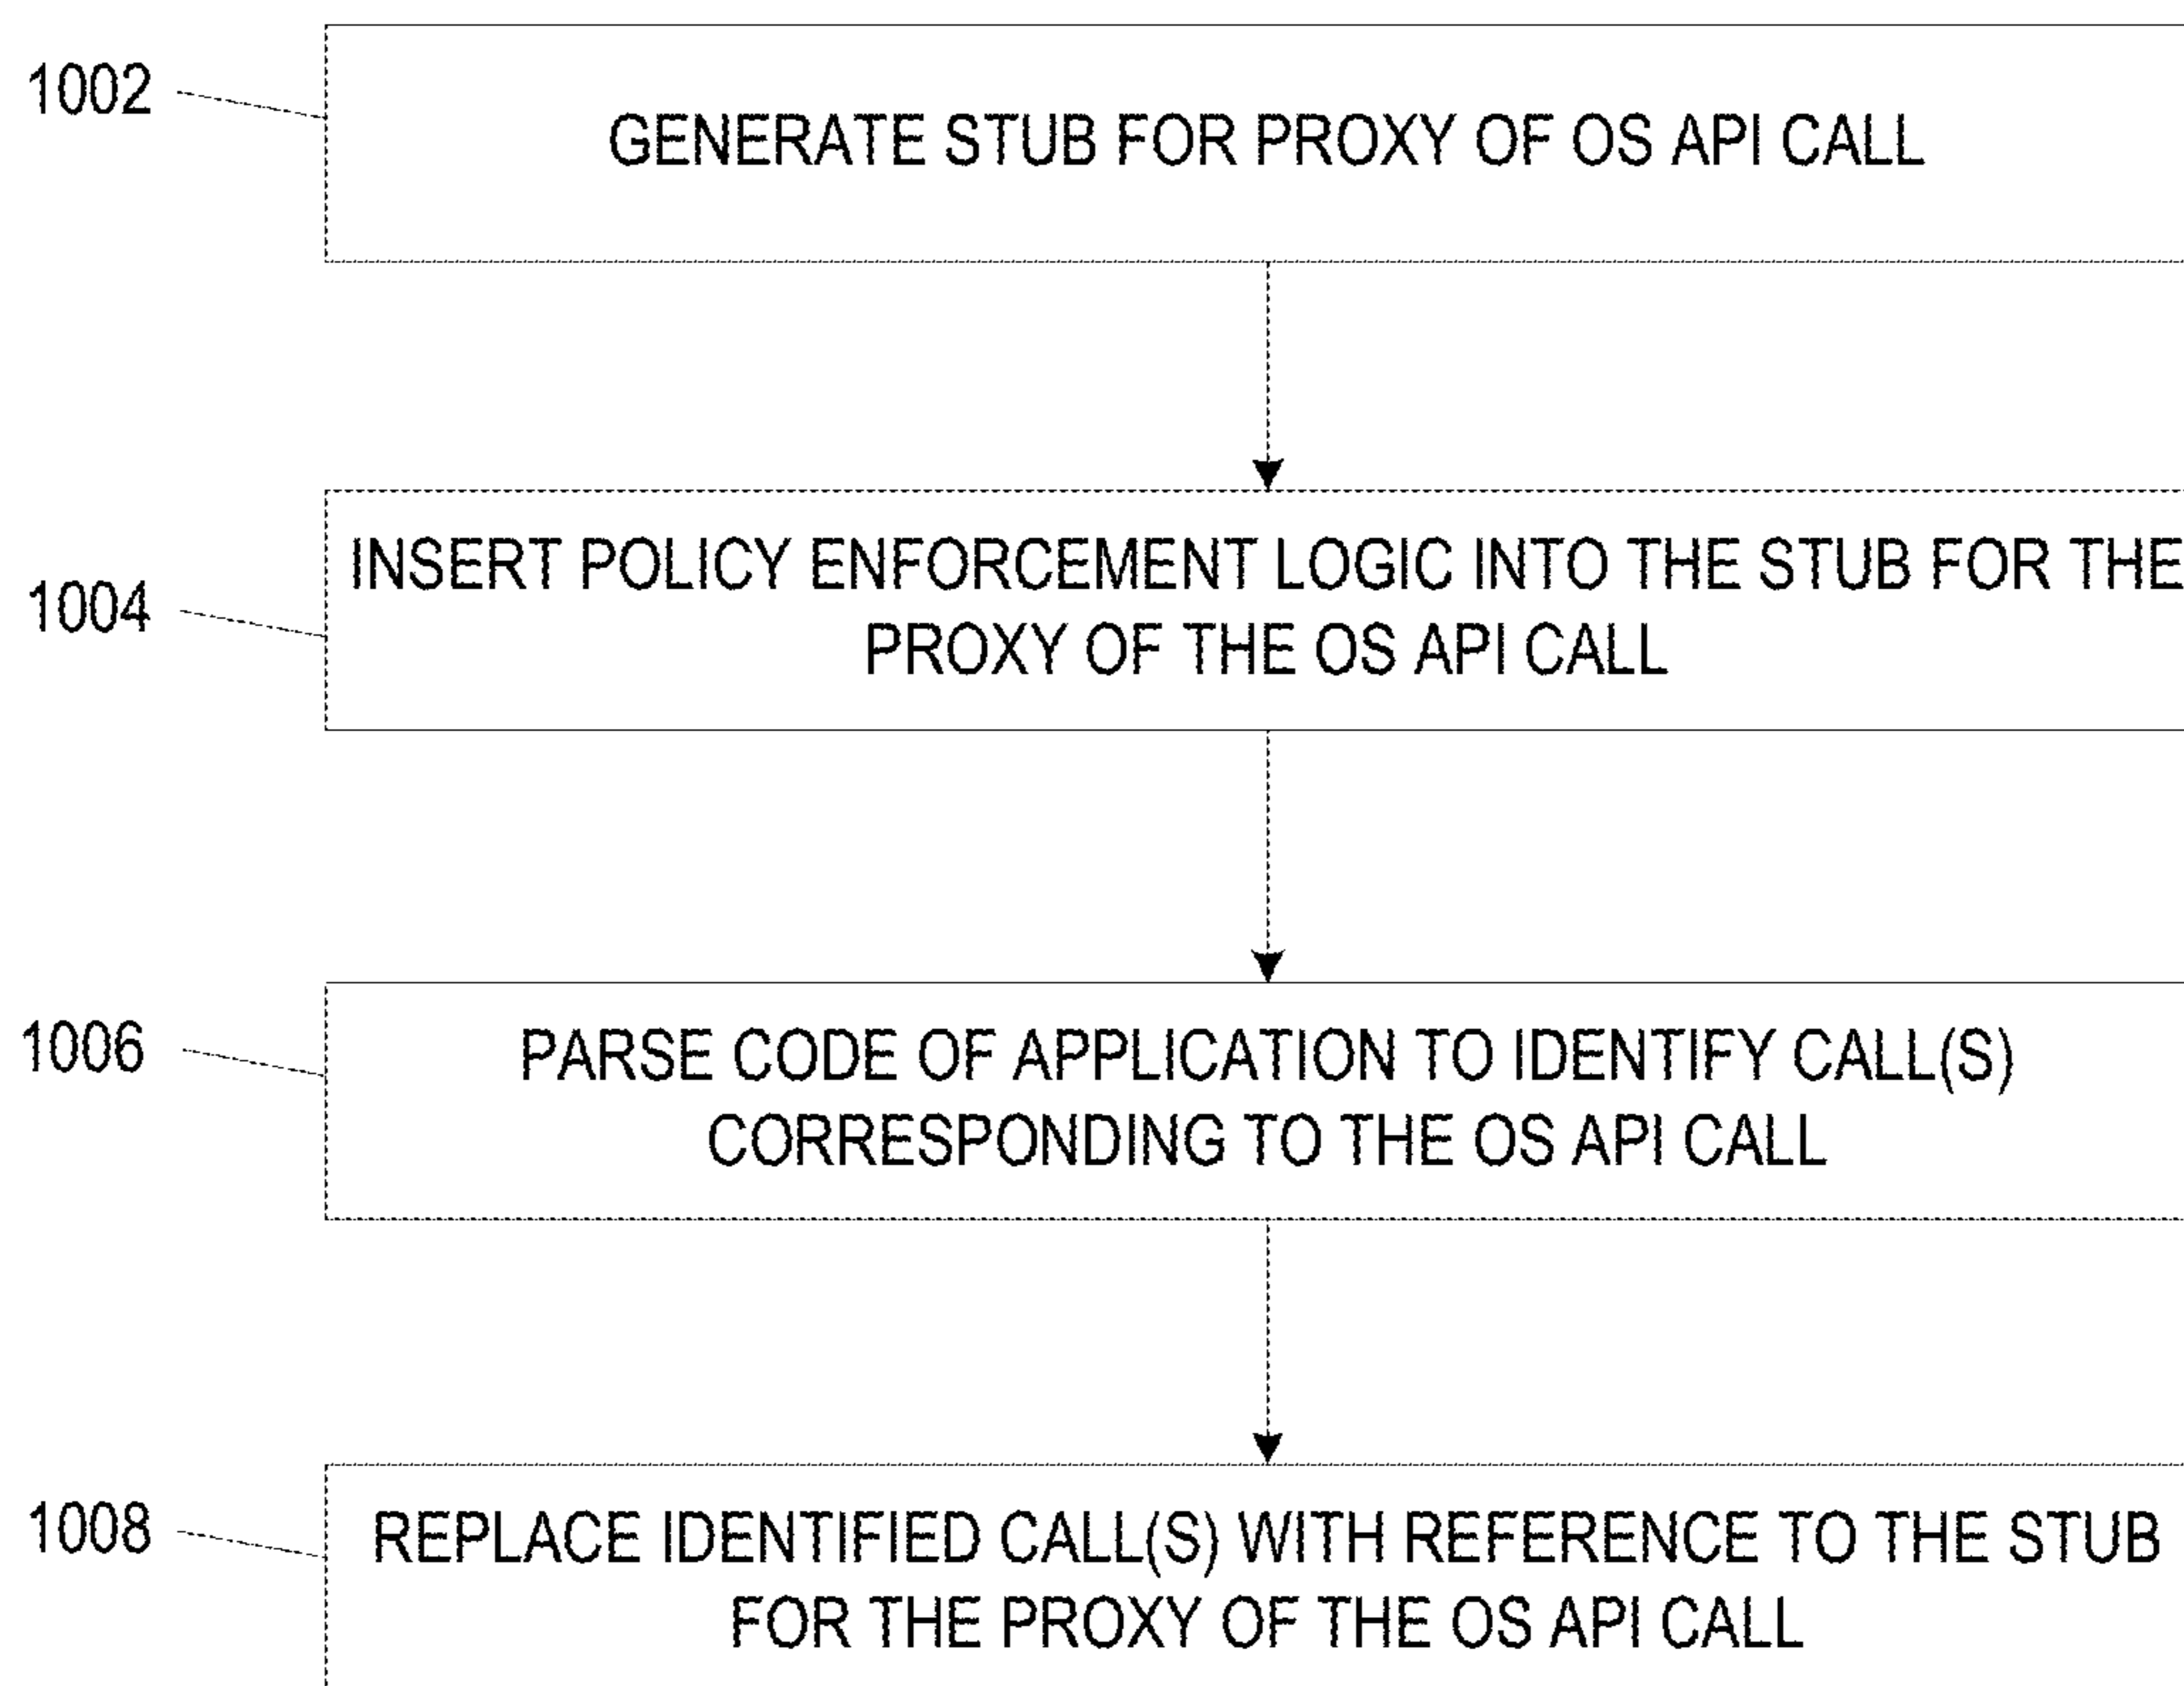 1002
GENERATE STUB FOR PROXY OF OS API CALL
1004
INSERT POLICY ENFORCEMENT LOGIC INTO THE STUB FOR THE
PROXY OF THE OS API CALL
1006
PARSE CODE OF APPLICATION TO IDENTIFY CALL(S)
CORRESPONDING TO THE OS API CALL
1008
REPLACE IDENTIFIED CALL(S) WITH REFERENCE TO THE STUB
FOR THE PROXY OF THE OS API CALL